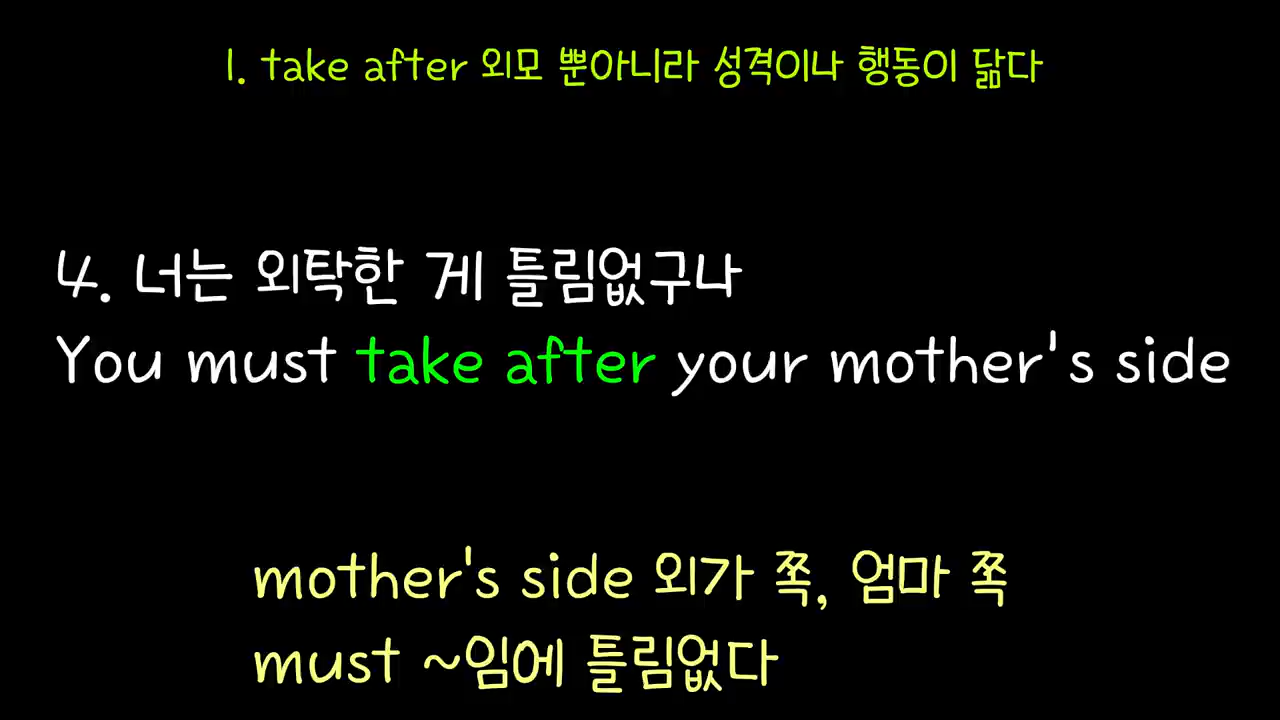 1. take after 외모 뿐아니라 성격이나 행동이 닮다
4. 너는 외탁한 게 틀림없구나
You must take after your mother's side
mother's side 외가 쪽, 엄마 쪽
must ~임에 틀림없다